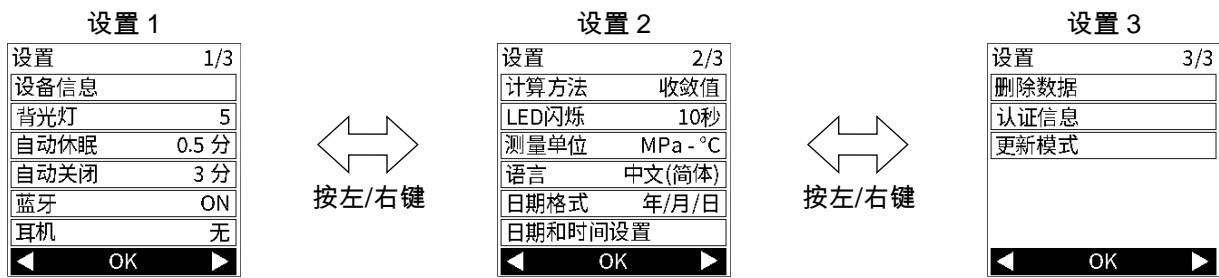 设置 1
设置 1/3
设备信息
背光灯 5
自动休眠 0.5 分
自动关闭 3 分
蓝牙 ON
耳机 无
OK
按左/右键
设置 2
设置 2/3
计算方法 收敛值
LED闪烁 10秒
测量单位 MPa - °C
语言 中文(简体)
日期格式 年/月/日
日期和时间设置
OK
按左/右键
设置 3
设置 3/3
删除数据
认证信息
更新模式
OK